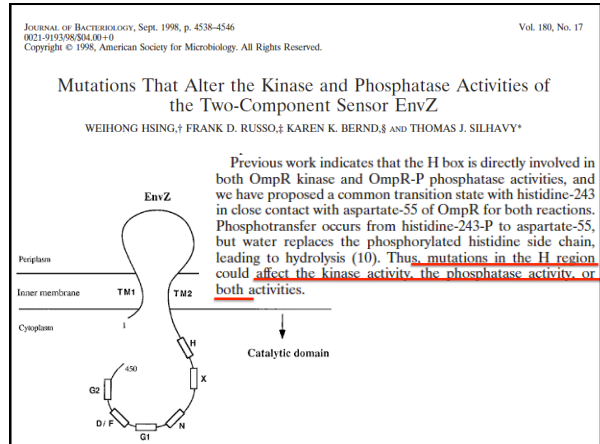 JOURNAL OF BACTERIOLOGY, Sept. 1998, p. 4538–4546
Vol. 180, No. 17
0021-9193/98/$04.00+0
Copyright © 1998, American Society for Microbiology. All Rights Reserved.
Mutations That Alter the Kinase and Phosphatase Activities of
the Two-Component Sensor EnvZ
WEIHONG HSING,† FRANK D. RUSSO,‡ KAREN K. BERND,§ AND THOMAS J. SILHAVY*
Previous work indicates that the H box is directly involved in
both OmpR kinase and OmpR-P phosphatase activities, and
we have proposed a common transition state with histidine-243
in close contact with aspartate-55 of OmpR for both reactions.
Phosphotransfer occurs from histidine-243-P to aspartate-55,
but water replaces the phosphorylated histidine side chain,
leading to hydrolysis (10). Thus, mutations in the H region
could affect the kinase activity, the phosphatase activity, or
both activities.
EnvZ
Periplasm
Inner membrane
TM1
TM2
Cytoplasm
1
Catalytic domain
H
450
X
G2
D / F
N
G1